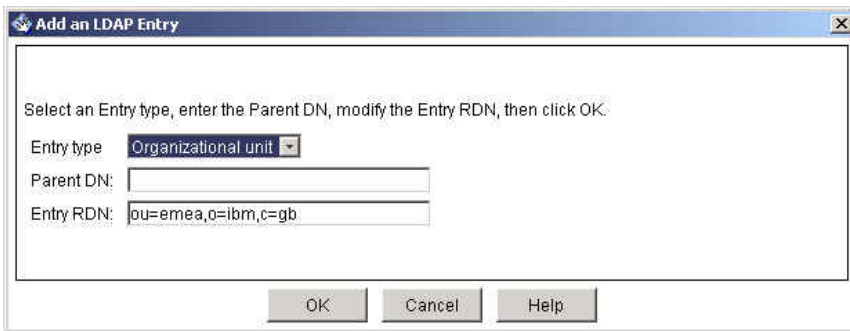 Add an LDAP Entry
Select an Entry type, enter the Parent DN, modify the Entry RDN, then click OK.
Entry type Organizational unit
Parent DN:
Entry RDN: ou=emea,o=ibm,c=gb
OK Cancel Help